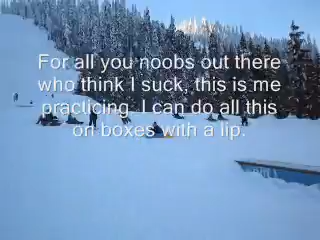 For all you noobs out there
who think I suck, this is me
practicing. I can do all this
on boxes with a lip.